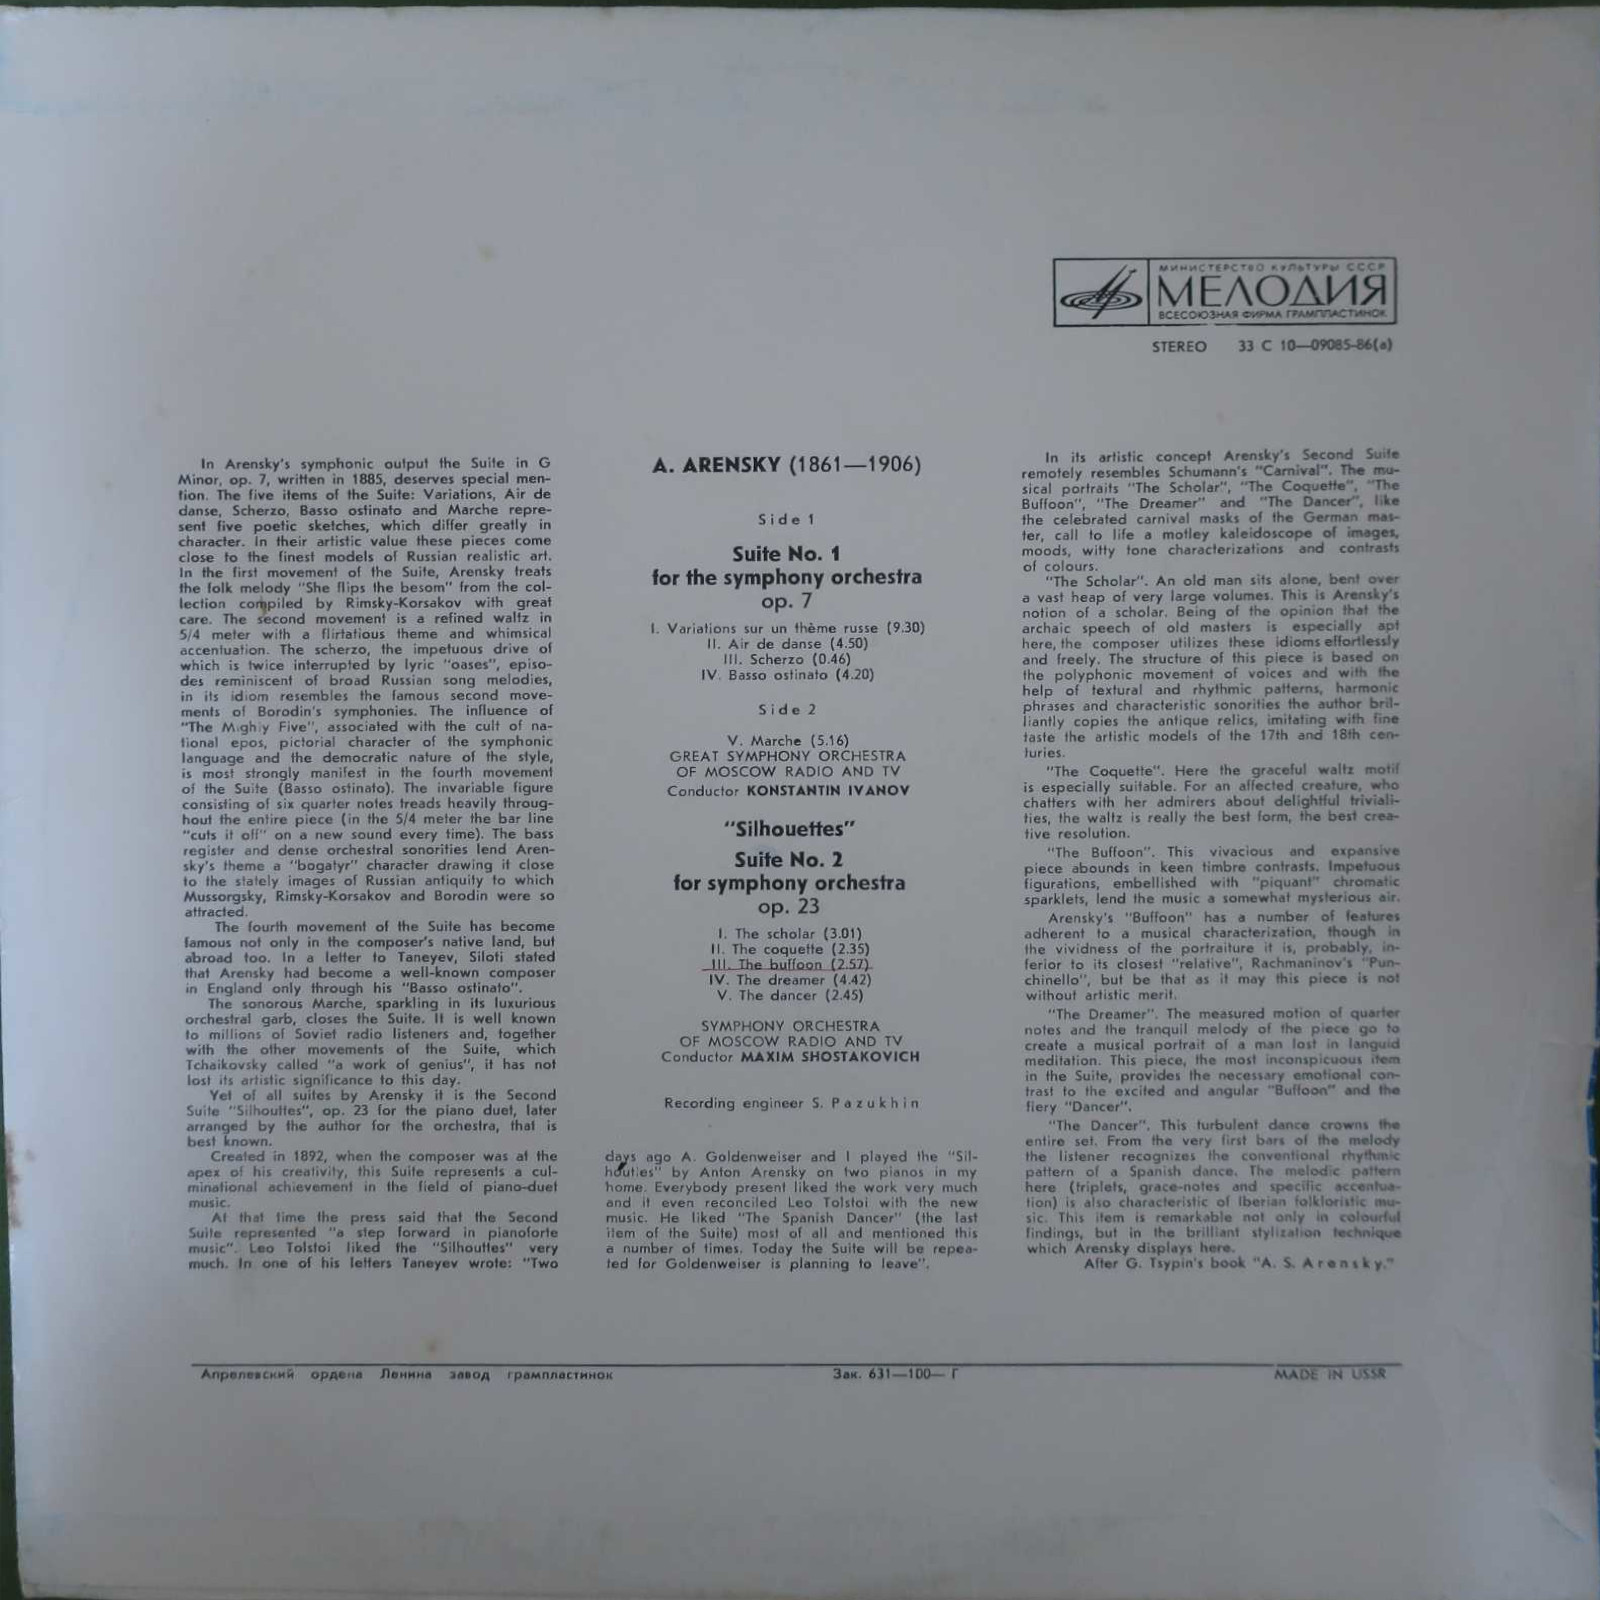 МИНИСТЕРСТВО КУЛЬТУРЫ СССР
МЕЛОДИЯ
ВСЕСОЮЗНАЯ ФИРМА ГРАМПЛАСТИНОК
STEREO 33 С 10—09085-86(a)
In Arensky's symphonic output the Suite in G
Minor, op. 7, written in 1885, deserves special men-
tion. The five items of the Suite: Variations, Air de
danse, Scherzo, Basso ostinato and Marche repre-
sent five poetic sketches, which differ greatly in
character. In their artistic value these pieces come
close to the finest models of Russian realistic art.
In the first movement of the Suite, Arensky treats
the folk melody "She flips the besom" from the col-
lection compiled by Rimsky-Korsakov with great
care. The second movement is a refined waltz in
5/4 meter with a flirtatious theme and whimsical
accentuation. The scherzo, the impetuous drive of
which is twice interrupted by lyric "oases", episo-
des reminiscent of broad Russian song melodies,
in its idiom resembles the famous second move-
ments of Borodin's symphonies. The influence of
"The Mighty Five", associated with the cult of na-
tional epos, pictorial character of the symphonic
language and the democratic nature of the style,
is most strongly manifest in the fourth movement
of the Suite (Basso ostinato). The invariable figure
consisting of six quarter notes treads heavily throug-
hout the entire piece (in the 5/4 meter the bar line
"cuts it off" on a new sound every time). The bass
register and dense orchestral sonorities lend Aren-
sky's theme a "bogatyr" character drawing it close
to the stately images of Russian antiquity to which
Mussorgsky, Rimsky-Korsakov and Borodin were so
attracted.
The fourth movement of the Suite has become
famous not only in the composer's native land, but
abroad too. In a letter to Taneyev, Siloti stated
that Arensky had become a well-known composer
in England only through his "Basso ostinato".
The sonorous Marche, sparkling in its luxurious
orchestral garb, closes the Suite. It is well known
to millions of Soviet radio listeners and, together
with the other movements of the Suite, which
Tchaikovsky called "a work of genius", it has not
lost its artistic significance to this day.
Yet of all suites by Arensky it is the Second
Suite "Silhouttes", op. 23 for the piano duet, later
arranged by the author for the orchestra, that is
best known.
Created in 1892, when the composer was at the
apex of his creativity, this Suite represents a cul-
minational achievement in the field of piano-duet
music.
At that time the press said that the Second
Suite represented "a step forward in pianoforte
music". Leo Tolstoi liked the "Silhouttes" very
much. In one of his letters Taneyev wrote: "Two
A. ARENSKY (1861—1906)
Side 1
Suite No. 1
for the symphony orchestra
op. 7
I. Variations sur un thème russe (9.30)
II. Air de danse (4.50)
III. Scherzo (0.46)
IV. Basso ostinato (4.20)
Side 2
V. Marche (5.16)
GREAT SYMPHONY ORCHESTRA
OF MOSCOW RADIO AND TV
Conductor KONSTANTIN IVANOV
"Silhouettes"
Suite No. 2
for symphony orchestra
op. 23
I. The scholar (3.01)
II. The coquette (2.35)
III. The buffoon (2.57)
IV. The dreamer (4.42)
V. The dancer (2.45)
SYMPHONY ORCHESTRA
OF MOSCOW RADIO AND TV
Conductor MAXIM SHOSTAKOVICH
Recording engineer S. Pazukhin
days ago A. Goldenweiser and I played the "Sil-
houttes" by Anton Arensky on two pianos in my
home. Everybody present liked the work very much
and it even reconciled Leo Tolstoi with the new
music. He liked "The Spanish Dancer" (the last
item of the Suite) most of all and mentioned this
a number of times. Today the Suite will be repea-
ted for Goldenweiser is planning to leave".
In its artistic concept Arensky's Second Suite
remotely resembles Schumann's "Carnival". The mu-
sical portraits "The Scholar", "The Coquette", "The
Buffoon", "The Dreamer" and "The Dancer", like
the celebrated carnival masks of the German mas-
ter, call to life a motley kaleidoscope of images,
moods, witty tone characterizations and contrasts
of colours.
"The Scholar". An old man sits alone, bent over
a vast heap of very large volumes. This is Arensky's
notion of a scholar. Being of the opinion that the
archaic speech of old masters is especially apt
here, the composer utilizes these idioms effortlessly
and freely. The structure of this piece is based on
the polyphonic movement of voices and with the
help of textural and rhythmic patterns, harmonic
phrases and characteristic sonorities the author bril-
liantly copies the antique relics, imitating with fine
taste the artistic models of the 17th and 18th cen-
turies.
"The Coquette". Here the graceful waltz motif
is especially suitable. For an affected creature, who
chatters with her admirers about delightful triviali-
ties, the waltz is really the best form, the best crea-
tive resolution.
"The Buffoon". This vivacious and expansive
piece abounds in keen timbre contrasts. Impetuous
figurations, embellished with "piquant" chromatic
sparklets, lend the music a somewhat mysterious air.
Arensky's "Buffoon" has a number of features
adherent to a musical characterization, though in
the vividness of the portraiture it is, probably, in-
ferior to its closest "relative", Rachmaninov's "Pun-
chinello", but be that as it may this piece is not
without artistic merit.
"The Dreamer". The measured motion of quarter
notes and the tranquil melody of the piece go to
create a musical portrait of a man lost in languid
meditation. This piece, the most inconspicuous item
in the Suite, provides the necessary emotional con-
trast to the excited and angular "Buffoon" and the
fiery "Dancer".
"The Dancer". This turbulent dance crowns the
entire set. From the very first bars of the melody
the listener recognizes the conventional rhythmic
pattern of a Spanish dance. The melodic pattern
here (triplets, grace-notes and specific accentua-
tion) is also characteristic of Iberian folkloristic mu-
sic. This item is remarkable not only in colourful
findings, but in the brilliant stylization technique
which Arensky displays here.
After G. Tsypin's book "A. S. Arensky."
Апрелевский ордена Ленина завод грампластинок Зак. 631—100— Г MADE IN USSR